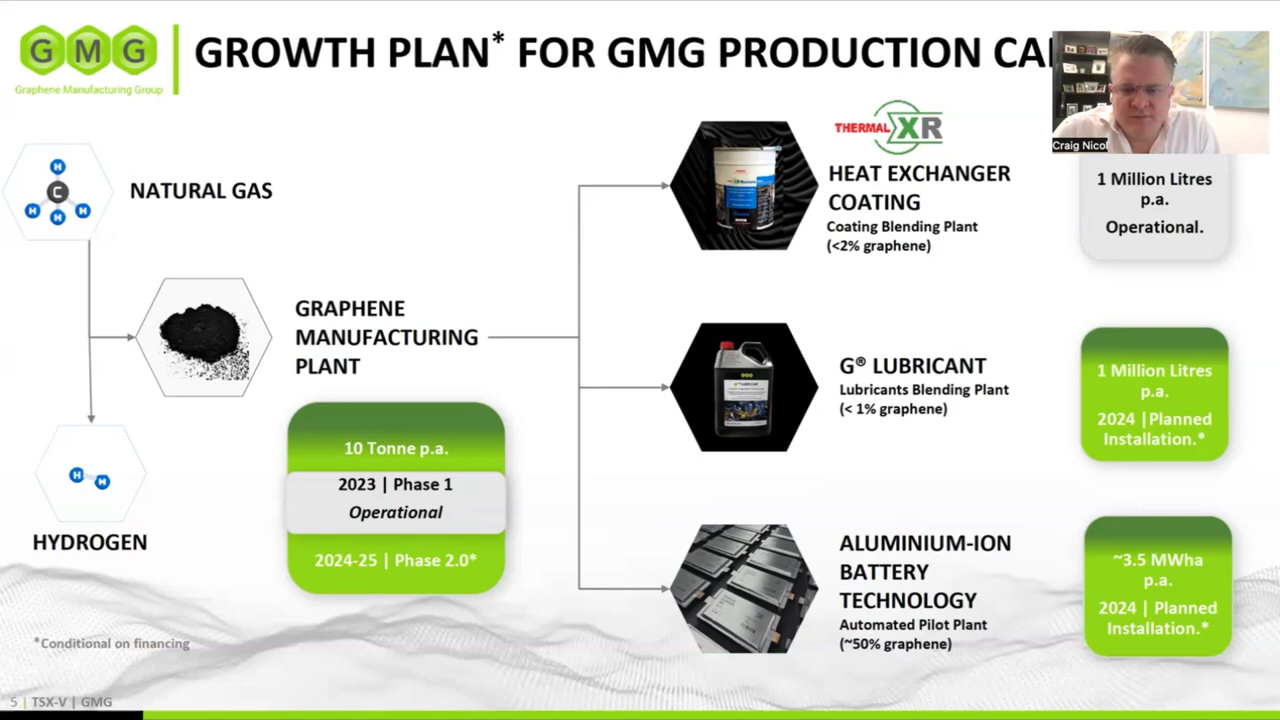 GMG
Graphene Manufacturing Group
GROWTH PLAN* FOR GMG PRODUCTION CA
Craig Nicol
H
C
H
H
H
NATURAL GAS
THERMAL XR
HEAT EXCHANGER
COATING
Coating Blending Plant
(<2% graphene)
1 Million Litres
p.a.
Operational.
GRAPHENE
MANUFACTURING
PLANT
G® LUBRICANT
Lubricants Blending Plant
(< 1% graphene)
1 Million Litres
p.a.
2024 |Planned
Installation.*
10 Tonne p.a.
2023 | Phase 1
Operational
2024-25 | Phase 2.0*
H
H
HYDROGEN
ALUMINIUM-ION
BATTERY
TECHNOLOGY
Automated Pilot Plant
(~50% graphene)
~3.5 MWha
p.a.
2024 | Planned
Installation.*
*Conditional on financing
5 | TSX-V | GMG